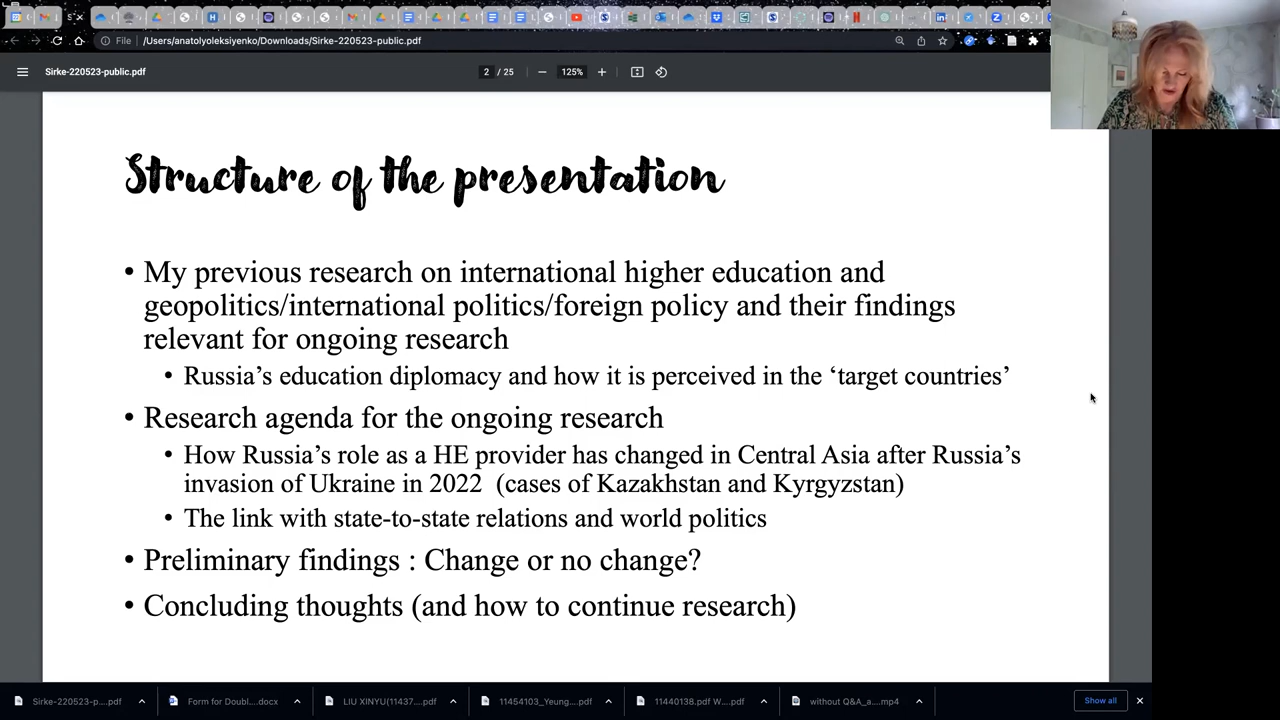 File
/Users/anatolyoleksiyenko/Downloads/Sirke-220523-public.pdf
Sirke-220523-public.pdf
2 / 25
125%
Structure of the presentation
• My previous research on international higher education and
geopolitics/international politics/foreign policy and their findings
relevant for ongoing research
• Russia’s education diplomacy and how it is perceived in the ‘target countries’
• Research agenda for the ongoing research
• How Russia’s role as a HE provider has changed in Central Asia after Russia’s
invasion of Ukraine in 2022 (cases of Kazakhstan and Kyrgyzstan)
• The link with state-to-state relations and world politics
• Preliminary findings : Change or no change?
• Concluding thoughts (and how to continue research)
Sirke-220523-p....pdf
Form for Doubl....docx
LIU XINYU(11437....pdf
11454103_Yeung....pdf
11440138.pdf W....pdf
without Q&A_a....mp4
Show all